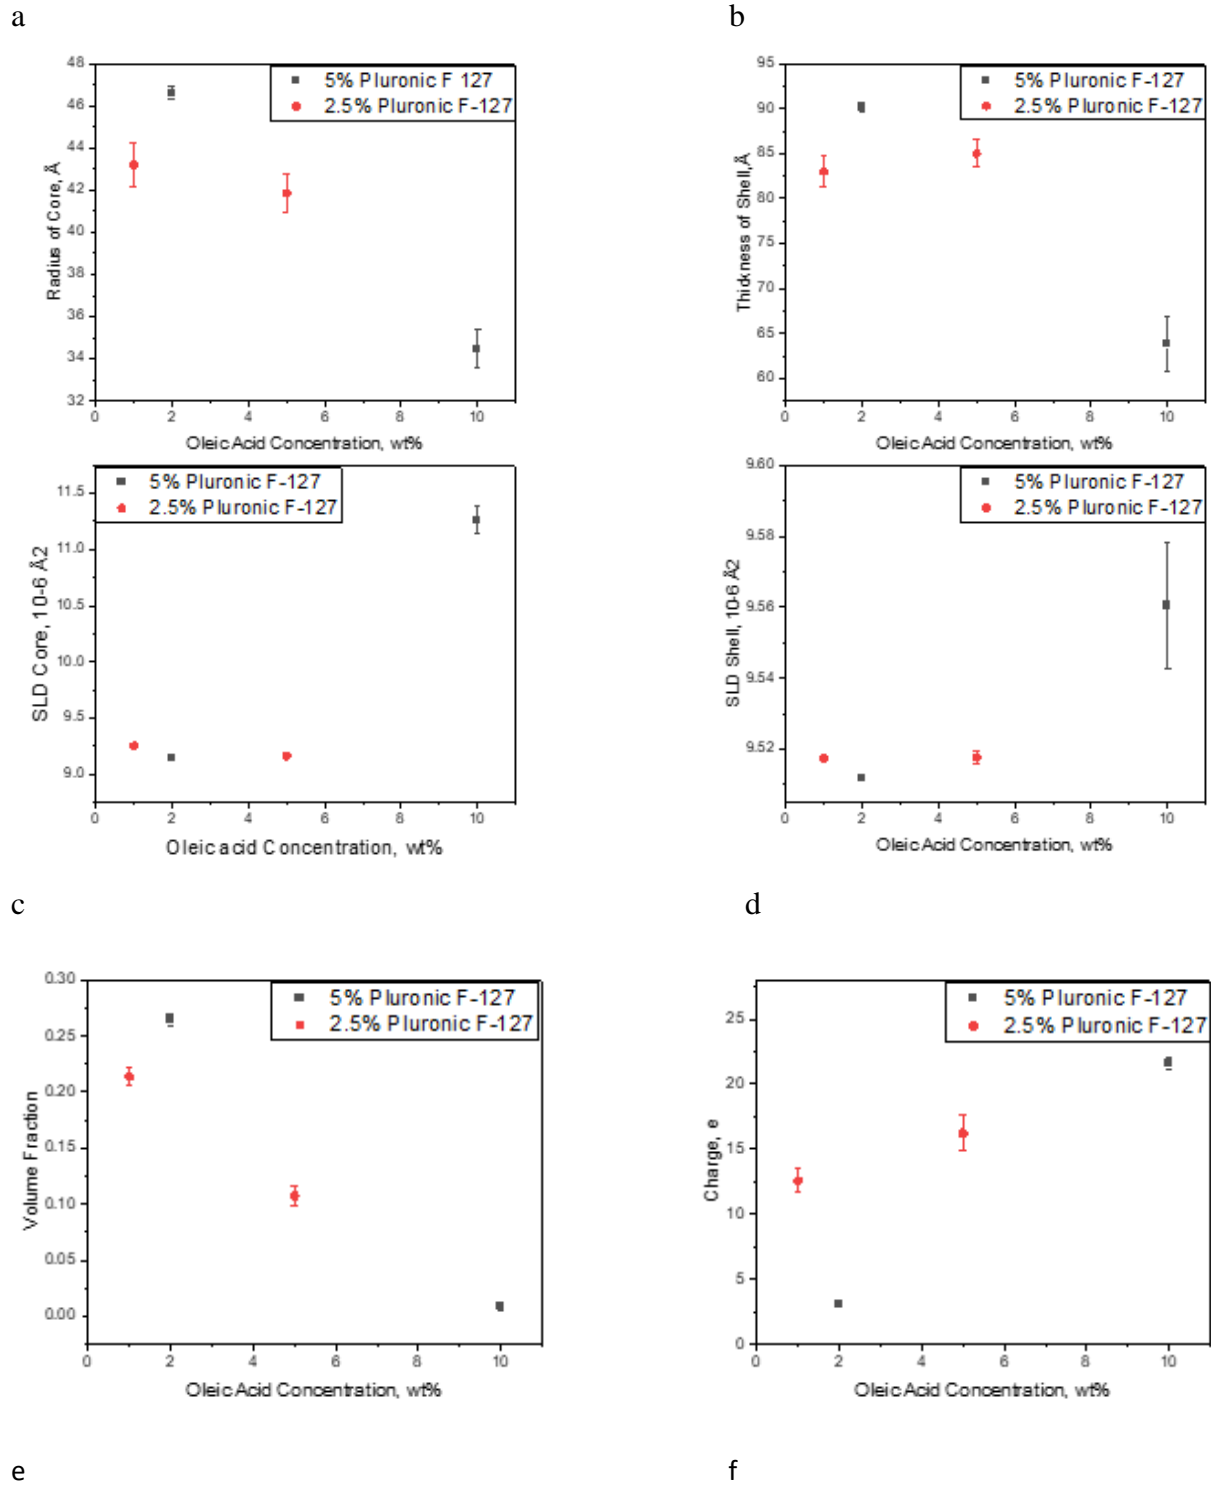 a
b
48
46
44
42
40
38
36
34
32
0
2
4
6
8
10
Radius of Core, Å
Oleic Acid Concentration, wt%
5% Pluronic F 127
2.5% Pluronic F-127
95
90
85
80
75
70
65
60
0
2
4
6
8
10
Thickness of Shell,Å
Oleic Acid Concentration, wt%
5% Pluronic F-127
2.5% Pluronic F-127
11.5
11.0
10.5
10.0
9.5
9.0
0
2
4
6
8
10
SLD Core, 10-6 Å2
Oleic acid Concentration, wt%
5% Pluronic F-127
2.5% Pluronic F-127
9.60
9.58
9.56
9.54
9.52
0
2
4
6
8
10
SLD Shell, 10-6 Å2
Oleic Acid Concentration, wt%
5% Pluronic F-127
2.5% Pluronic F-127
c
d
0.30
0.25
0.20
0.15
0.10
0.05
0.00
0
2
4
6
8
10
Volume Fraction
Oleic Acid Concentration, wt%
5% Pluronic F-127
2.5% Pluronic F-127
25
20
15
10
5
0
0
2
4
6
8
10
Charge, e
Oleic Acid Concentration, wt%
5% Pluronic F-127
2.5% Pluronic F-127
e
f